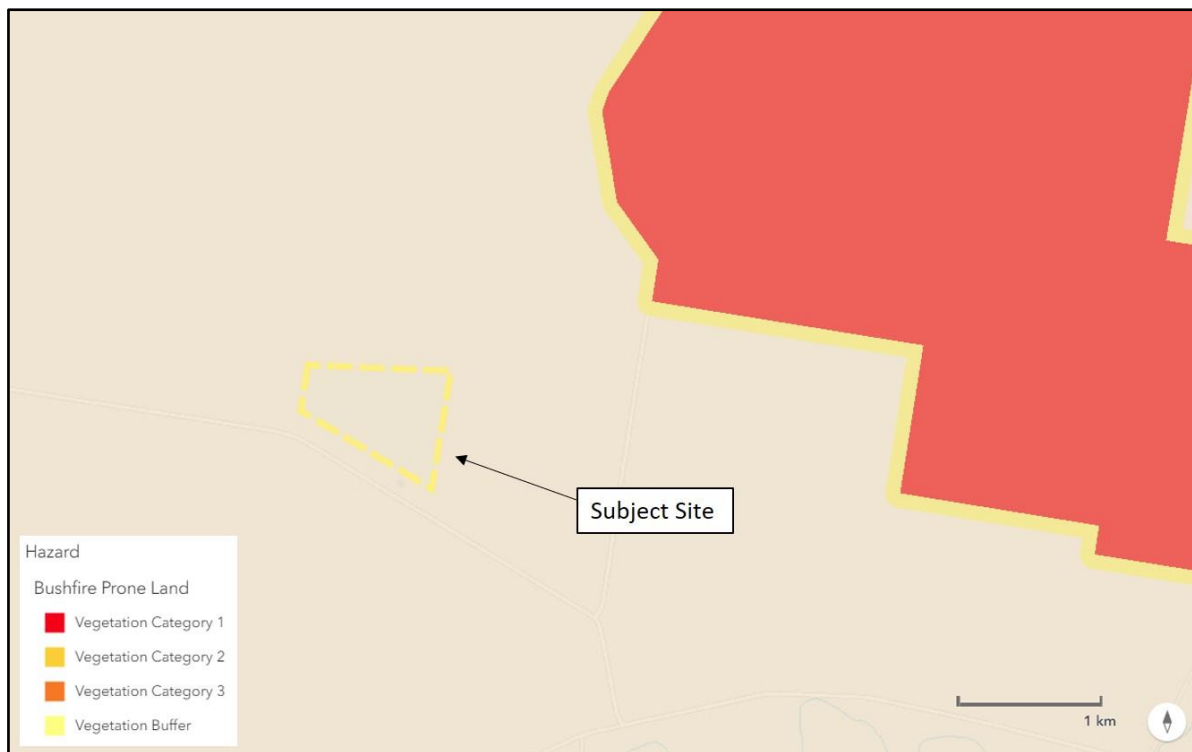 Subject Site
Hazard
Bushfire Prone Land
Vegetation Category 1
Vegetation Category 2
Vegetation Category 3
Vegetation Buffer
1 km